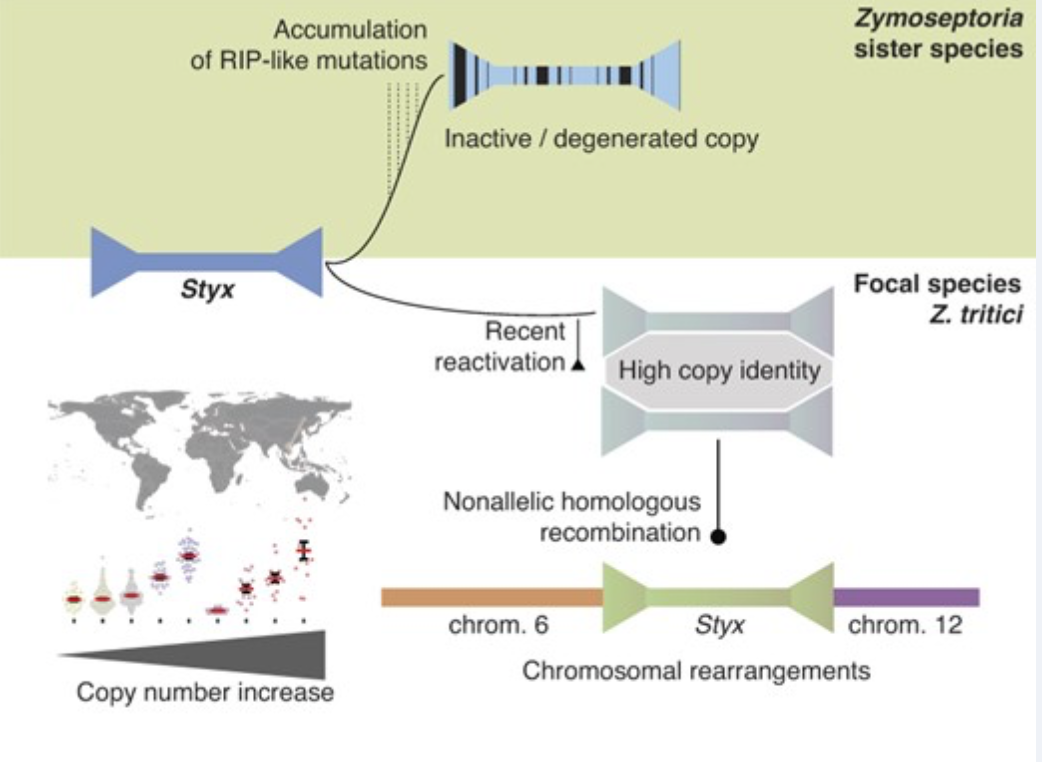 Accumulation
of RIP-like mutations
Zymoseptoria
sister species
Inactive / degenerated copy
Styx
Focal species
Z. tritici
Recent
reactivation
High copy identity
Nonallelic homologous
recombination
chrom. 6
Styx
chrom. 12
Chromosomal rearrangements
Copy number increase